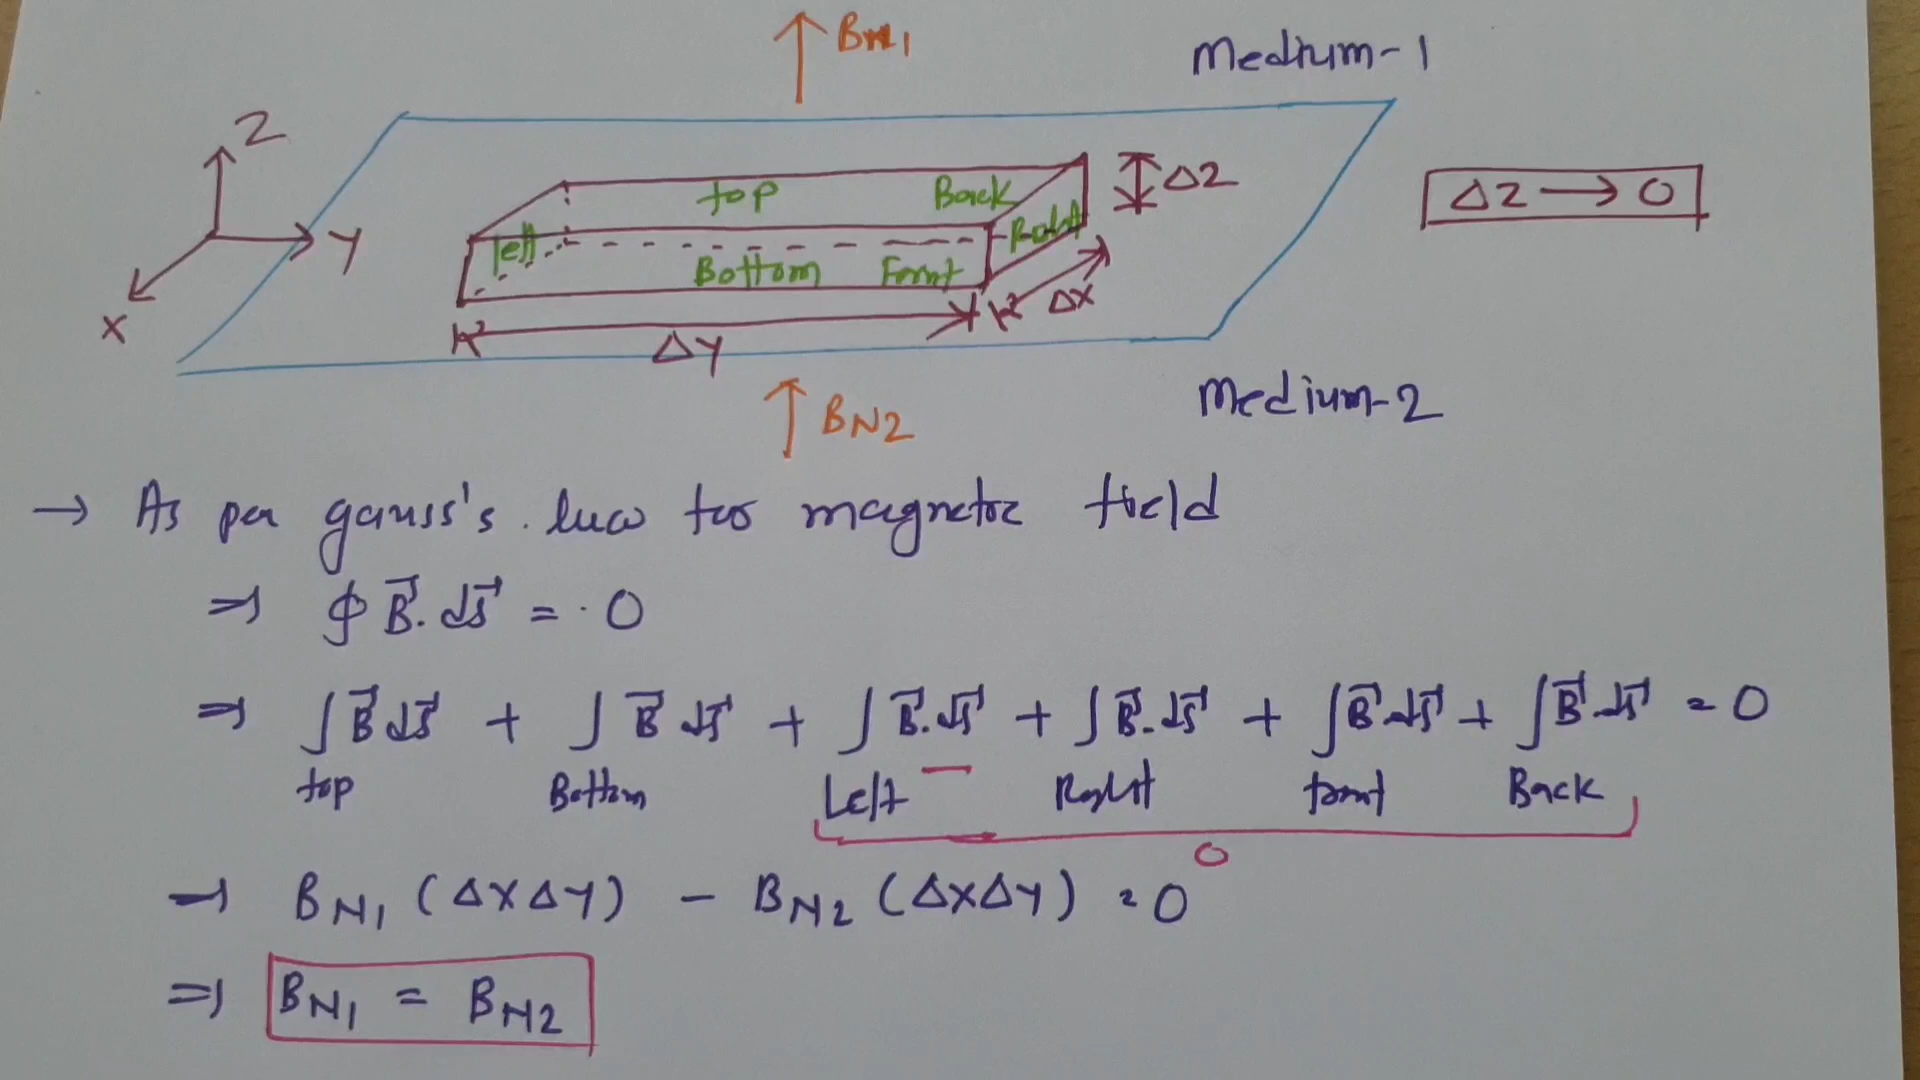 BN1
Medium-1
Z
Y
X
top
Back
left
Right
Bottom
Front
ΔZ
ΔX
ΔY
ΔZ → 0
BN2
Medium-2
→ As per gauss's law for magnetic field
⇒ ∮ B⃗. dS⃗ = 0
⇒ ∫ B⃗ dS⃗ + ∫ B⃗ dS⃗ + ∫ B⃗. dS⃗ + ∫ B⃗. dS⃗ + ∫ B⃗. dS⃗ + ∫ B⃗. dS⃗ = 0
top Bottom Left Right front Back
0
⇒ BN1 (ΔXΔY) - BN2 (ΔXΔY) = 0
⇒ BN1 = BN2